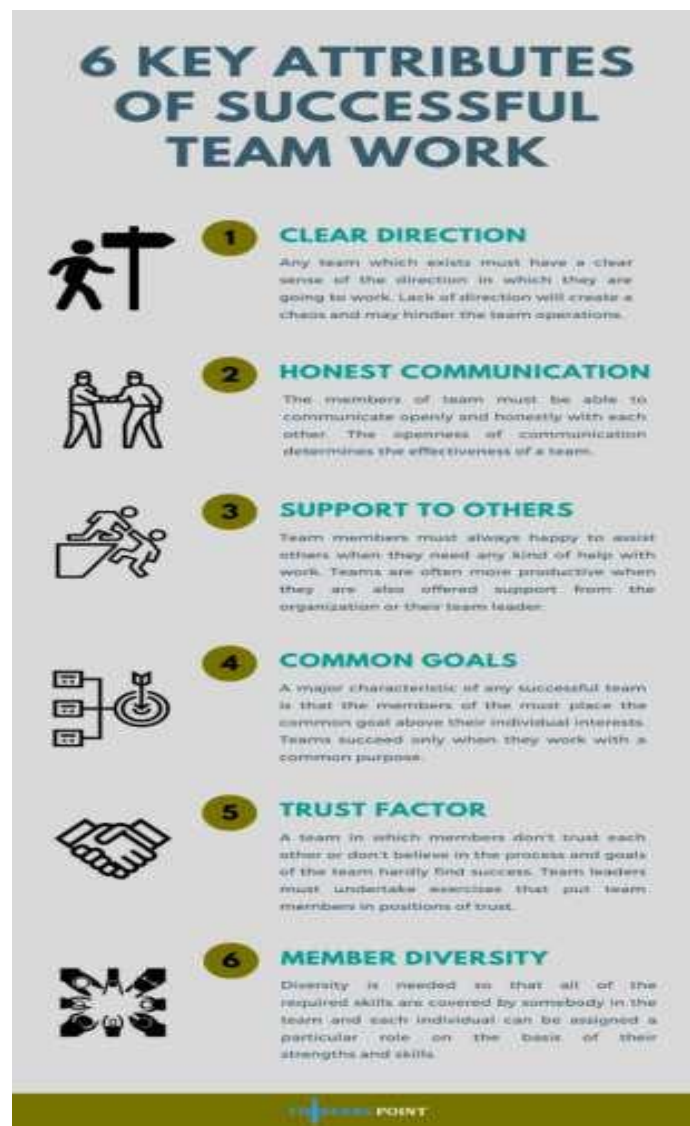 6 KEY ATTRIBUTES
OF SUCCESSFUL
TEAM WORK
1
CLEAR DIRECTION
Any team which exists must have a clear
sense of the direction in which they are
going to work. Lack of direction will create a
chaos and may hinder the team operations.
2
HONEST COMMUNICATION
The members of team must be able to
communicate openly and honestly with each
other. The openness of communication
determines the effectiveness of a team.
3
SUPPORT TO OTHERS
Team members must always happy to assist
others when they need any kind of help with
work. Teams are often more productive when
they are also offered support from the
organization or their team leader.
4
COMMON GOALS
A major characteristic of any successful team
is that the members of the must place the
common goal above their individual interests.
Teams succeed only when they work with a
common purpose.
5
TRUST FACTOR
A team in which members don't trust each
other or don't believe in the process and goals
of the team hardly find success. Team leaders
must undertake exercises that put team
members in positions of trust.
6
MEMBER DIVERSITY
Diversity is needed so that all of the
required skills are covered by somebody in the
team and each individual can be assigned a
particular role on the basis of their
strengths and skills.
POINT